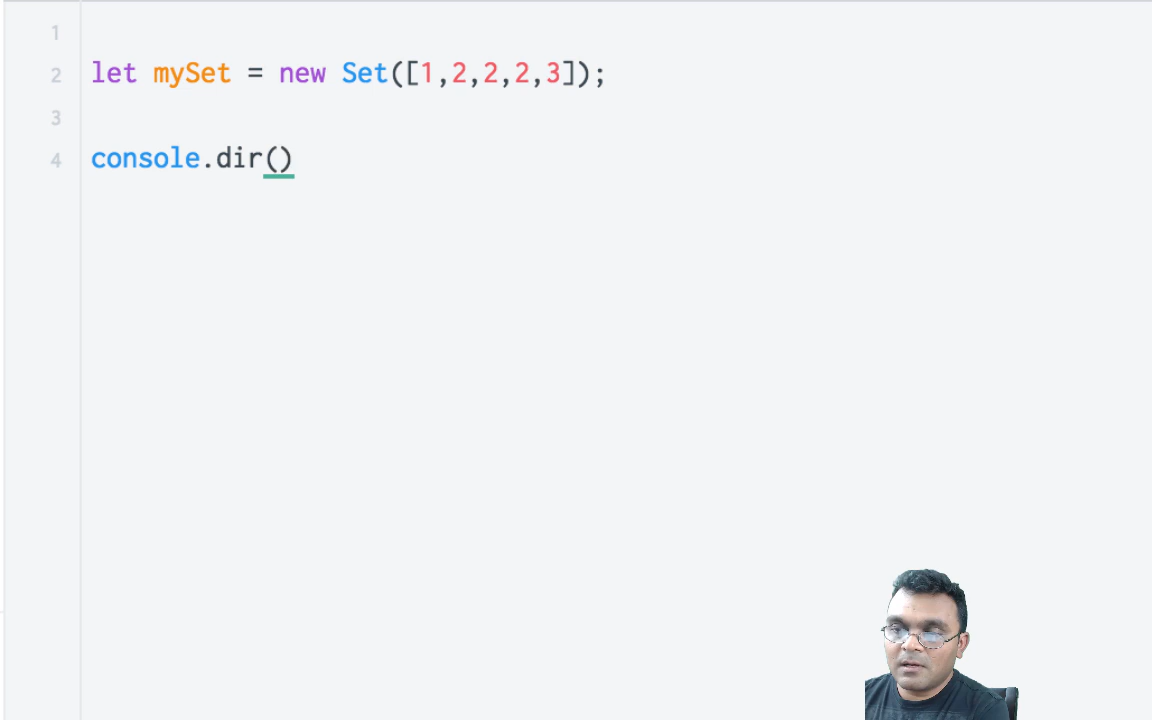 1
2 let mySet = new Set([1,2,2,2,3]);
3
4 console.dir()